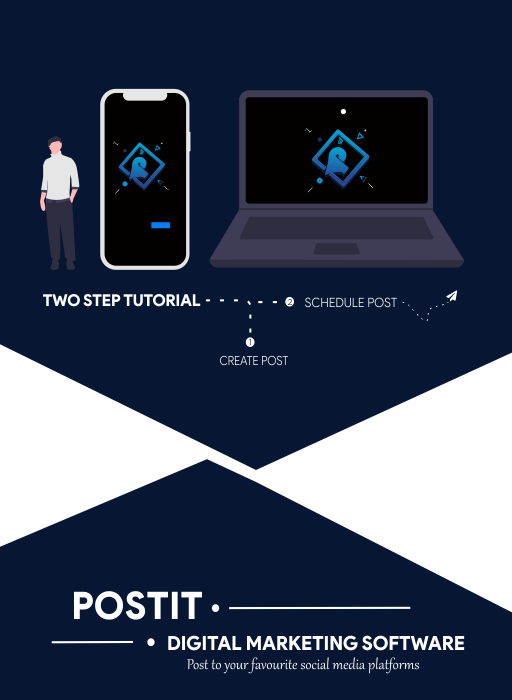 TWO STEP TUTORIAL
2 SCHEDULE POST
1
CREATE POST
POSTIT
DIGITAL MARKETING SOFTWARE
Post to your favourite social media platforms